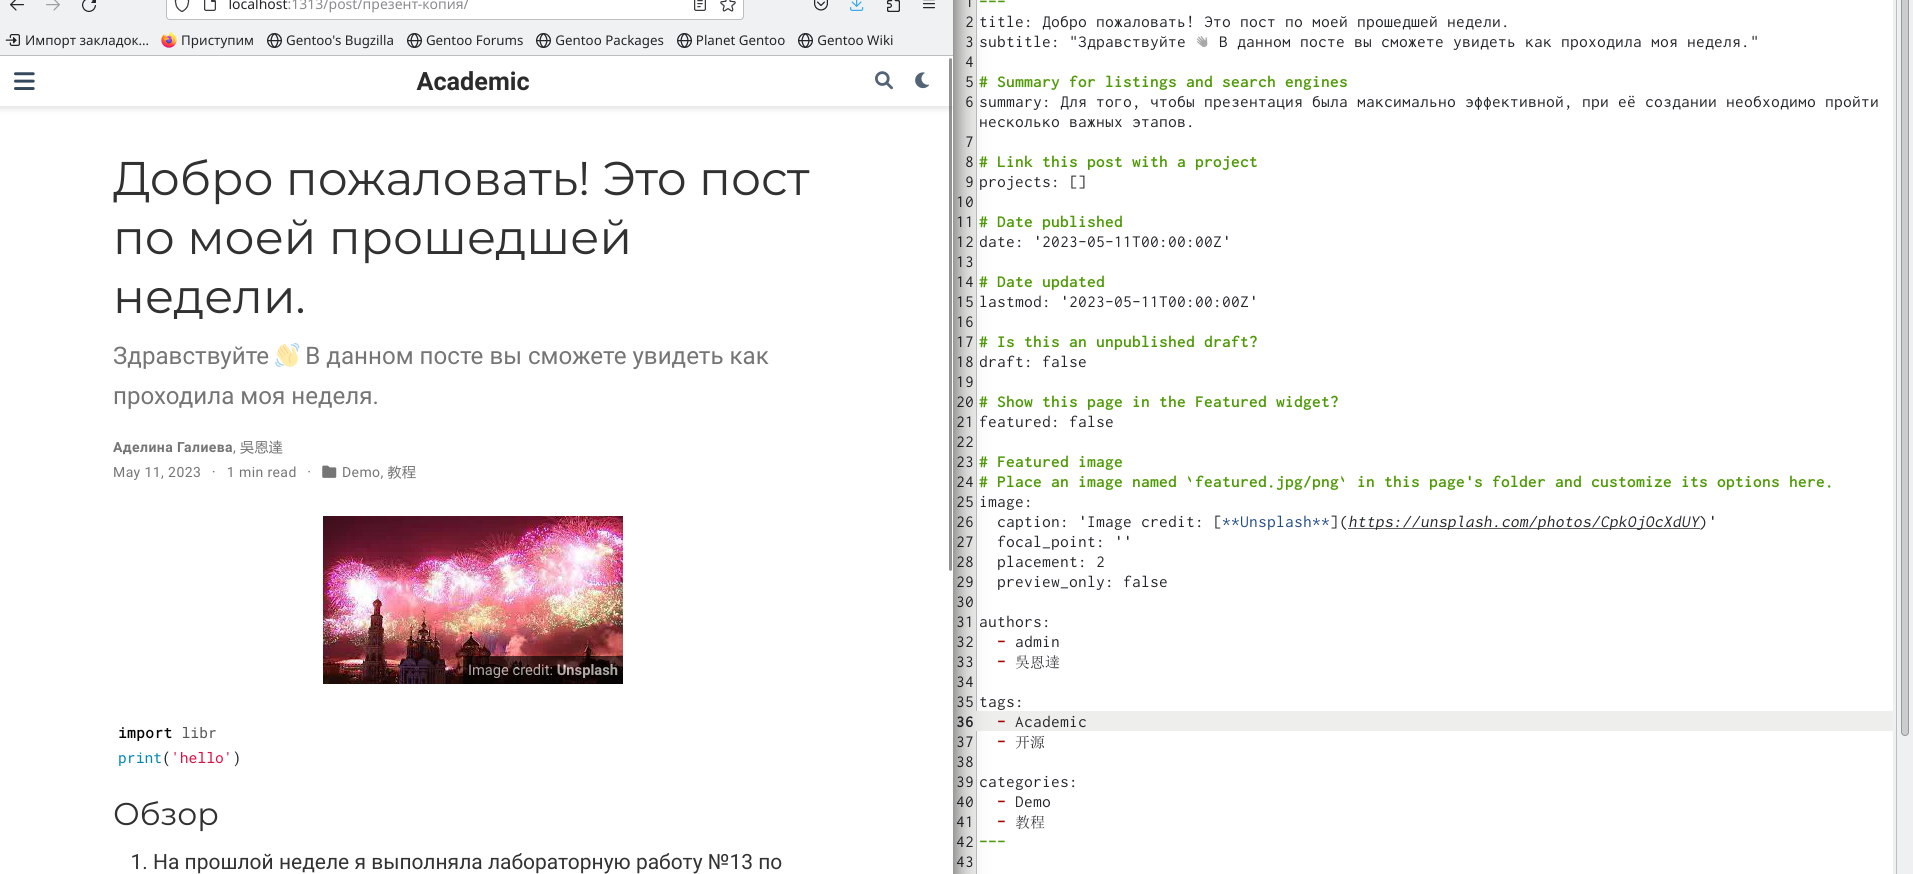 localhost:1313/post/презент-копия/
Импорт закладок... Приступим Gentoo's Bugzilla Gentoo Forums Gentoo Packages Planet Gentoo Gentoo Wiki
Academic
Добро пожаловать! Это пост
по моей прошедшей
недели.
Здравствуйте 👋 В данном посте вы сможете увидеть как
проходила моя неделя.
Аделина Галиева, 吳恩達
May 11, 2023 · 1 min read · Demo, 教程
Image credit: Unsplash
import libr
print('hello')
Обзор
1. На прошлой неделе я выполняла лабораторную работу №13 по
1 ---
2 title: Добро пожаловать! Это пост по моей прошедшей недели.
3 subtitle: "Здравствуйте 👋 В данном посте вы сможете увидеть как проходила моя неделя."
4
5 # Summary for listings and search engines
6 summary: Для того, чтобы презентация была максимально эффективной, при её создании необходимо пройти
несколько важных этапов.
7
8 # Link this post with a project
9 projects: []
10
11 # Date published
12 date: '2023-05-11T00:00:00Z'
13
14 # Date updated
15 lastmod: '2023-05-11T00:00:00Z'
16
17 # Is this an unpublished draft?
18 draft: false
19
20 # Show this page in the Featured widget?
21 featured: false
22
23 # Featured image
24 # Place an image named `featured.jpg/png` in this page's folder and customize its options here.
25 image:
26 caption: 'Image credit: [**Unsplash**](https://unsplash.com/photos/CpkOjOcXdUY)'
27 focal_point: ''
28 placement: 2
29 preview_only: false
30
31 authors:
32 - admin
33 - 吳恩達
34
35 tags:
36 - Academic
37 - 开源
38
39 categories:
40 - Demo
41 - 教程
42 ---
43